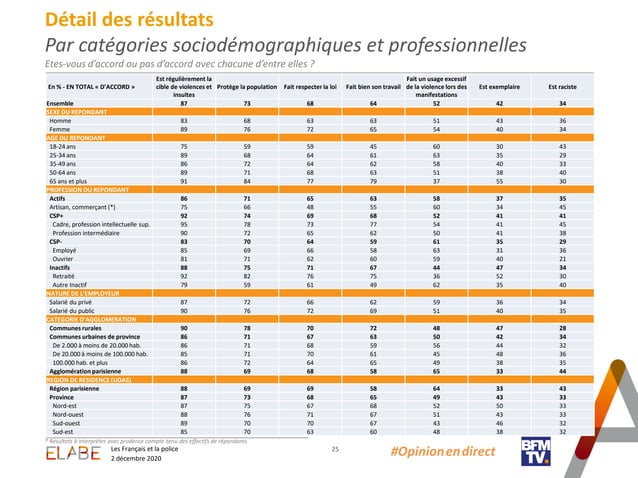 Détail des résultats
Par catégories sociodémographiques et professionnelles
Etes-vous d'accord ou pas d'accord avec chacune d'entre elles ?
En % - EN TOTAL « D'ACCORD » Est régulièrement la cible de violences et insultes Protège la population Fait respecter la loi Fait bien son travail Fait un usage excessif de la violence lors des manifestations Est exemplaire Est raciste
Ensemble 87 73 68 64 52 42 34
SEXE DU REPONDANT
Homme 83 68 63 63 51 43 36
Femme 89 76 72 65 54 40 34
AGE DU REPONDANT
18-24 ans 75 59 59 45 60 30 43
25-34 ans 89 68 64 61 63 35 29
35-49 ans 86 72 64 62 58 40 33
50-64 ans 89 71 68 63 51 38 40
65 ans et plus 91 84 77 79 37 55 30
PROFESSION DU REPONDANT
Actifs 86 71 65 63 58 37 35
Artisan, commerçant (*) 75 66 48 55 60 34 45
CSP+ 92 74 69 68 52 41 41
Cadre, profession intellectuelle sup. 95 78 73 77 54 41 45
Profession intermédiaire 90 72 65 62 50 41 38
CSP- 83 70 64 59 61 35 29
Employé 85 69 66 58 63 31 36
Ouvrier 81 71 62 60 59 40 21
Inactifs 88 75 71 67 44 47 34
Retraité 92 82 76 75 36 52 30
Autre Inactif 79 59 61 49 62 35 40
NATURE DE L'EMPLOYEUR
Salarié du privé 87 72 66 62 59 36 34
Salarié du public 90 76 72 69 51 40 35
CATEGORIE D'AGGLOMERATION
Communes rurales 90 78 70 72 48 47 28
Communes urbaines de province 86 71 67 63 50 42 34
De 2.000 à moins de 20.000 hab. 86 71 68 59 56 44 32
De 20.000 à moins de 100.000 hab. 85 71 70 61 45 48 36
100.000 hab. et plus 86 72 64 65 49 38 35
Agglomération parisienne 88 69 68 58 65 33 44
REGION DE RESIDENCE (UDAS)
Région parisienne 88 69 69 58 64 33 43
Province 87 73 68 65 49 43 33
Nord-est 87 75 67 68 52 50 33
Nord-ouest 88 76 71 67 51 43 33
Sud-ouest 89 70 70 67 43 46 32
Sud-est 85 70 63 60 48 38 32
* Résultats à interpréter avec prudence compte-tenu des effectifs de répondants
ELABE
Les Français et la police
2 décembre 2020
25
#Opinionendirect
BFM
TV.